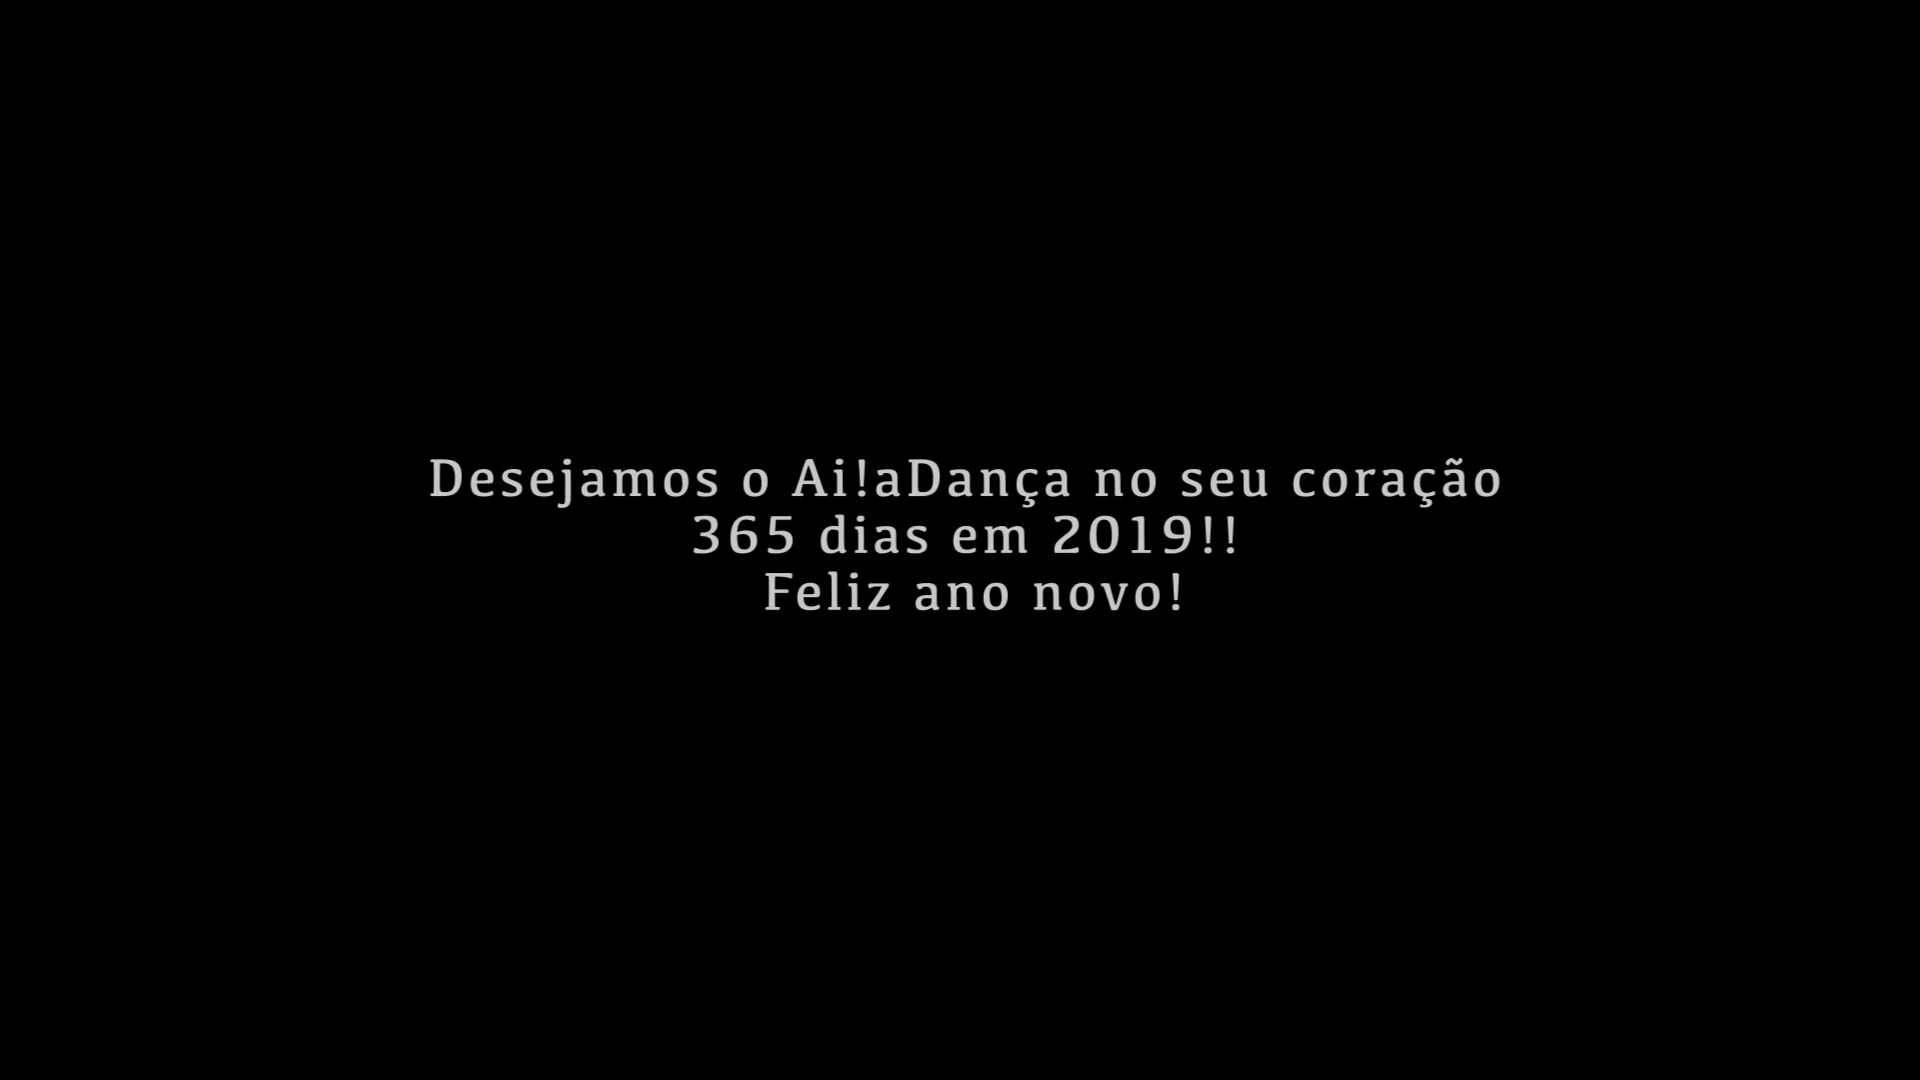 Desejamos o Ai!aDança no seu coração
365 dias em 2019!!
Feliz ano novo!